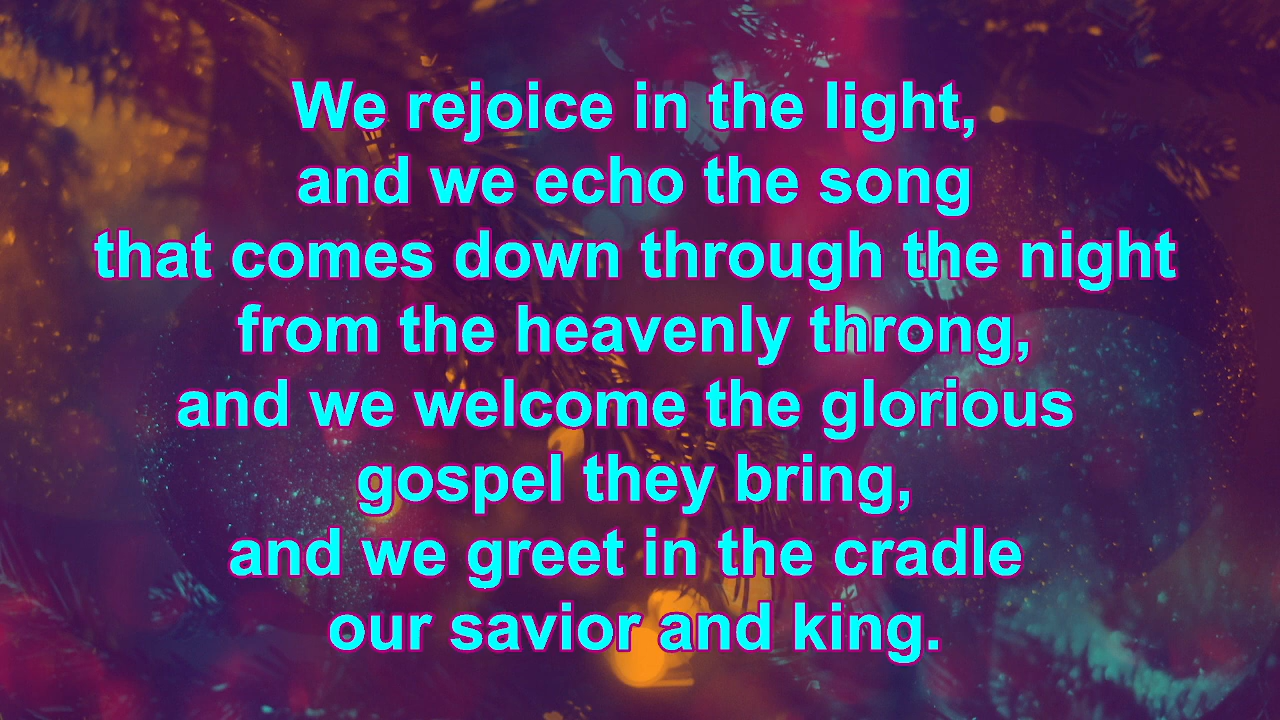 We rejoice in the light,
and we echo the song
that comes down through the night
from the heavenly throng,
and we welcome the glorious
gospel they bring,
and we greet in the cradle
our savior and king.